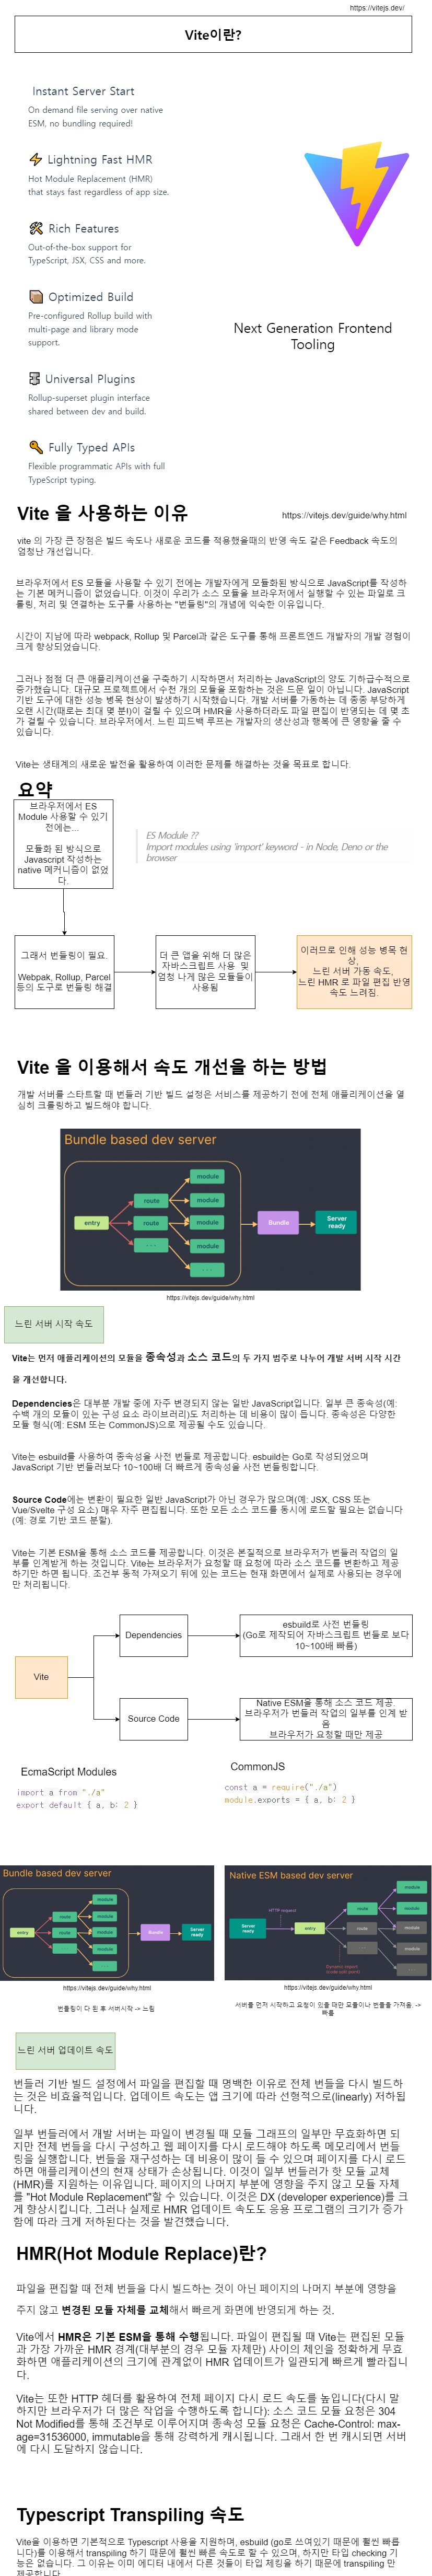 https://vitejs.dev/
Vite이란?
Instant Server Start
On demand file serving over native
ESM, no bundling required!
Lightning Fast HMR
Hot Module Replacement (HMR)
that stays fast regardless of app size.
Rich Features
Out-of-the-box support for
TypeScript, JSX, CSS and more.
Optimized Build
Pre-configured Rollup build with
multi-page and library mode
support.
Next Generation Frontend
Tooling
Universal Plugins
Rollup-superset plugin interface
shared between dev and build.
Fully Typed APIs
Flexible programmatic APIs with full
TypeScript typing.
Vite 을 사용하는 이유
https://vitejs.dev/guide/why.html
vite 의 가장 큰 장점은 빌드 속도나 새로운 코드를 적용했을때의 반영 속도 같은 Feedback 속도의
엄청난 개선입니다.
브라우저에서 ES 모듈을 사용할 수 있기 전에는 개발자에게 모듈화된 방식으로 JavaScript를 작성하
는 기본 메커니즘이 없었습니다. 이것이 우리가 소스 모듈을 브라우저에서 실행할 수 있는 파일로 크
롤링, 처리 및 연결하는 도구를 사용하는 "번들링"의 개념에 익숙한 이유입니다.
시간이 지남에 따라 webpack, Rollup 및 Parcel과 같은 도구를 통해 프론트엔드 개발자의 개발 경험이
크게 향상되었습니다.
그러나 점점 더 큰 애플리케이션을 구축하기 시작하면서 처리하는 JavaScript의 양도 기하급수적으로
증가했습니다. 대규모 프로젝트에서 수천 개의 모듈을 포함하는 것은 드문 일이 아닙니다. JavaScript
기반 도구에 대한 성능 병목 현상이 발생하기 시작했습니다. 개발 서버를 가동하는 데 종종 부당하게
오랜 시간(때로는 최대 몇 분!)이 걸릴 수 있으며 HMR을 사용하더라도 파일 편집이 반영되는 데 몇 초
가 걸릴 수 있습니다. 브라우저에서. 느린 피드백 루프는 개발자의 생산성과 행복에 큰 영향을 줄 수
있습니다.
Vite는 생태계의 새로운 발전을 활용하여 이러한 문제를 해결하는 것을 목표로 합니다.
요약
브라우저에서 ES
Module 사용할 수 있기
전에는...
모듈화 된 방식으로
Javascript 작성하는
native 메커니즘이 없었
다.
ES Module ??
Import modules using 'import' keyword - in Node, Deno or the
browser
그래서 번들링이 필요.
Webpak, Rollup, Parcel
등의 도구로 번들링 해결
더 큰 앱을 위해 더 많은
자바스크립트 사용 및
엄청 나게 많은 모듈들이
사용됨
이러므로 인해 성능 병목 현
상,
느린 서버 가동 속도,
느린 HMR 로 파일 편집 반영
속도 느려짐.
Vite 을 이용해서 속도 개선을 하는 방법
개발 서버를 스타트할 때 번들러 기반 빌드 설정은 서비스를 제공하기 전에 전체 애플리케이션을 열
심히 크롤링하고 빌드해야 합니다.
Bundle based dev server
entry
route
route
...
module
module
module
module
...
Bundle
Server
ready
https://vitejs.dev/guide/why.html
느린 서버 시작 속도
Vite는 먼저 애플리케이션의 모듈을 종속성과 소스 코드의 두 가지 범주로 나누어 개발 서버 시작 시간
을 개선합니다.
Dependencies은 대부분 개발 중에 자주 변경되지 않는 일반 JavaScript입니다. 일부 큰 종속성(예:
수백 개의 모듈이 있는 구성 요소 라이브러리)도 처리하는 데 비용이 많이 듭니다. 종속성은 다양한
모듈 형식(예: ESM 또는 CommonJS)으로 제공될 수도 있습니다.
Vite는 esbuild를 사용하여 종속성을 사전 번들로 제공합니다. esbuild는 Go로 작성되었으며
JavaScript 기반 번들러보다 10~100배 더 빠르게 종속성을 사전 번들링합니다.
Source Code에는 변환이 필요한 일반 JavaScript가 아닌 경우가 많으며(예: JSX, CSS 또는
Vue/Svelte 구성 요소) 매우 자주 편집됩니다. 또한 모든 소스 코드를 동시에 로드할 필요는 없습니다
(예: 경로 기반 코드 분할).
Vite는 기본 ESM을 통해 소스 코드를 제공합니다. 이것은 본질적으로 브라우저가 번들러 작업의 일
부를 인계받게 하는 것입니다. Vite는 브라우저가 요청할 때 요청에 따라 소스 코드를 변환하고 제공
하기만 하면 됩니다. 조건부 동적 가져오기 뒤에 있는 코드는 현재 화면에서 실제로 사용되는 경우에
만 처리됩니다.
Vite
Dependencies
esbuild로 사전 번들링
(Go로 제작되어 자바스크립트 번들로 보다
10~100배 빠름)
Source Code
Native ESM을 통해 소스 코드 제공.
브라우저가 번들러 작업의 일부를 인계 받
음
브라우저가 요청할 때만 제공
EcmaScript Modules
import a from "./a"
export default { a, b: 2 }
CommonJS
const a = require("./a")
module.exports = { a, b: 2 }
Bundle based dev server
entry
route
route
...
module
module
module
module
...
Bundle
Server
ready
https://vitejs.dev/guide/why.html
번들링이 다 된 후 서버시작 -> 느림
Native ESM based dev server
Server
ready
HTTP request
entry
Dynamic import
(code split point)
route
route
...
module
module
module
module
...
https://vitejs.dev/guide/why.html
서버를 먼저 시작하고 요청이 있을 때만 모듈이나 번들을 가져옴. ->
빠름
느린 서버 업데이트 속도
번들러 기반 빌드 설정에서 파일을 편집할 때 명백한 이유로 전체 번들을 다시 빌드하
는 것은 비효율적입니다. 업데이트 속도는 앱 크기에 따라 선형적으로(linearly) 저하됩
니다.
일부 번들러에서 개발 서버는 파일이 변경될 때 모듈 그래프의 일부만 무효화하면 되
지만 전체 번들을 다시 구성하고 웹 페이지를 다시 로드해야 하도록 메모리에서 번들
링을 실행합니다. 번들을 재구성하는 데 비용이 많이 들 수 있으며 페이지를 다시 로드
하면 애플리케이션의 현재 상태가 손상됩니다. 이것이 일부 번들러가 핫 모듈 교체
(HMR)를 지원하는 이유입니다. 페이지의 나머지 부분에 영향을 주지 않고 모듈 자체
를 "Hot Module Replacement"할 수 있습니다. 이것은 DX (developer experience)를 크
게 향상시킵니다. 그러나 실제로 HMR 업데이트 속도도 응용 프로그램의 크기가 증가
함에 따라 크게 저하된다는 것을 발견했습니다.
HMR(Hot Module Replace)란?
파일을 편집할 때 전체 번들을 다시 빌드하는 것이 아닌 페이지의 나머지 부분에 영향을
주지 않고 변경된 모듈 자체를 교체해서 빠르게 화면에 반영되게 하는 것.
Vite에서 HMR은 기본 ESM을 통해 수행됩니다. 파일이 편집될 때 Vite는 편집된 모듈
과 가장 가까운 HMR 경계(대부분의 경우 모듈 자체만) 사이의 체인을 정확하게 무효
화하면 애플리케이션의 크기에 관계없이 HMR 업데이트가 일관되게 빠르게 빨라집니
다.
Vite는 또한 HTTP 헤더를 활용하여 전체 페이지 다시 로드 속도를 높입니다(다시 말
하지만 브라우저가 더 많은 작업을 수행하도록 합니다): 소스 코드 모듈 요청은 304
Not Modified를 통해 조건부로 이루어지며 종속성 모듈 요청은 Cache-Control: max-
age=31536000, immutable을 통해 강력하게 캐시됩니다. 그래서 한 번 캐시되면 서버
에 다시 도달하지 않습니다.
Typescript Transpiling 속도
Vite을 이용하면 기본적으로 Typescript 사용을 지원하며, esbuild (go로 쓰여있기 때문에 훨씬 빠릅
니다)를 이용해서 transpiling 하기 때문에 훨씬 빠른 속도로 할 수 있으며, 하지만 타입 checking 기
능은 없습니다. 그 이유는 이미 에디터 내에서 다른 것들이 타입 체킹을 하기 때문에 transpiling 만